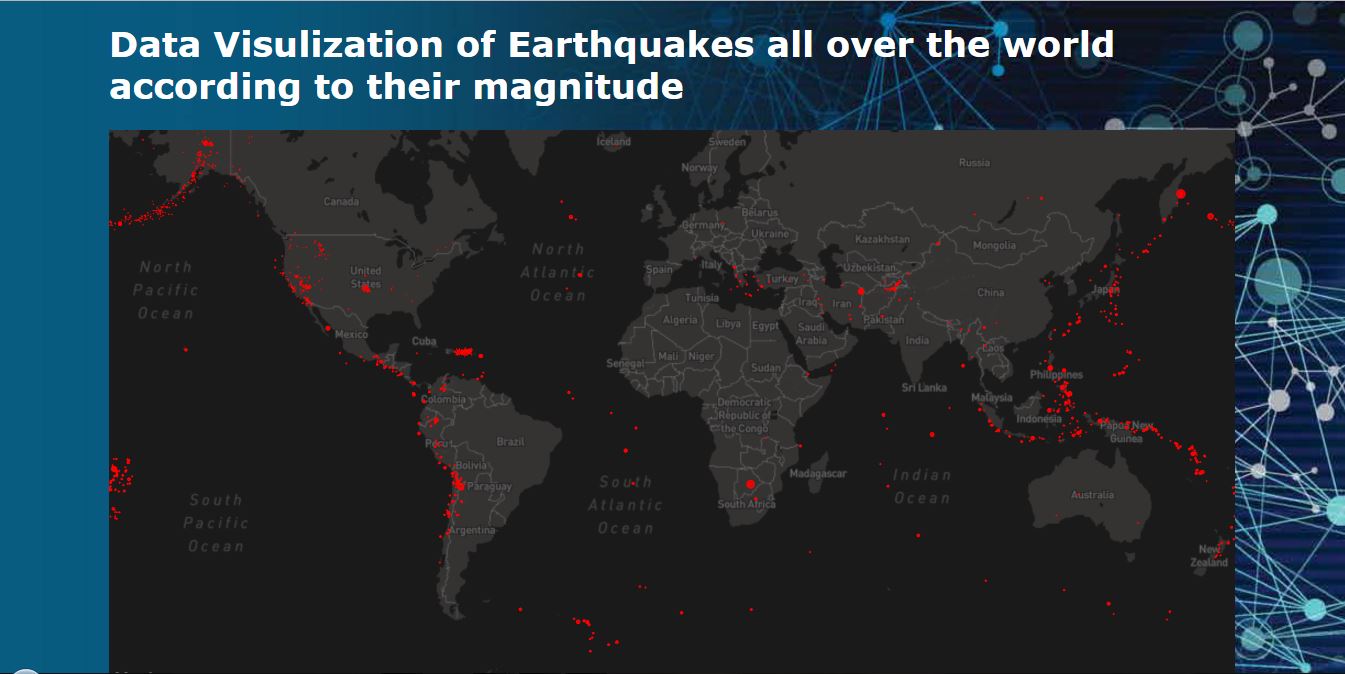 Data Visulization of Earthquakes all over the world
according to their magnitude
Iceland
Sweden
Norway
Russia
Canada
Belarus
Germany
Ukraine
Kazakhstan
Mongolia
North
Atlantic
Ocean
North
Pacific
Ocean
United
States
Spain
Italy
Turkey
Uzbekistan
China
Japan
Tunisia
Iraq
Iran
Algeria
Libya
Egypt
Saudi
Arabia
Pakistan
India
Mexico
Cuba
Senegal
Mali
Niger
Sudan
Laos
Philippines
Sri Lanka
Malaysia
Colombia
Democratic
Republic of
the Congo
Indonesia
Papua New
Guinea
Peru
Brazil
Bolivia
Paraguay
Madagascar
Indian
Ocean
South
Atlantic
Ocean
South
Pacific
Ocean
South Africa
Australia
Argentina
New
Zealand